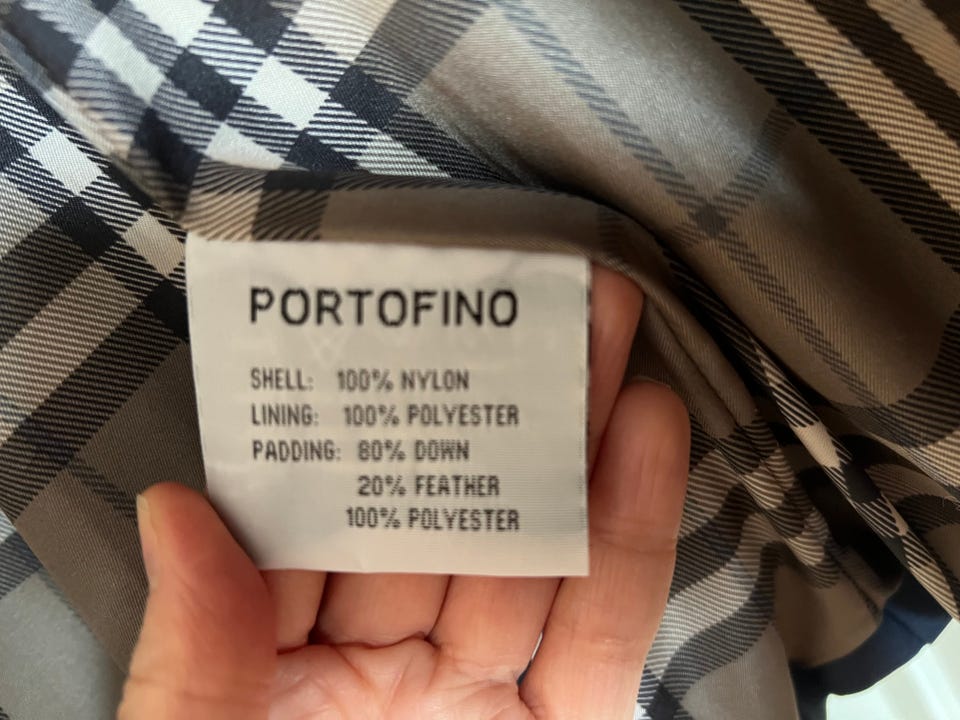 PORTOFINO
SHELL: 100% NYLON
LINING: 100% POLYESTER
PADDING: 80% DOWN
20% FEATHER
100% POLYESTER